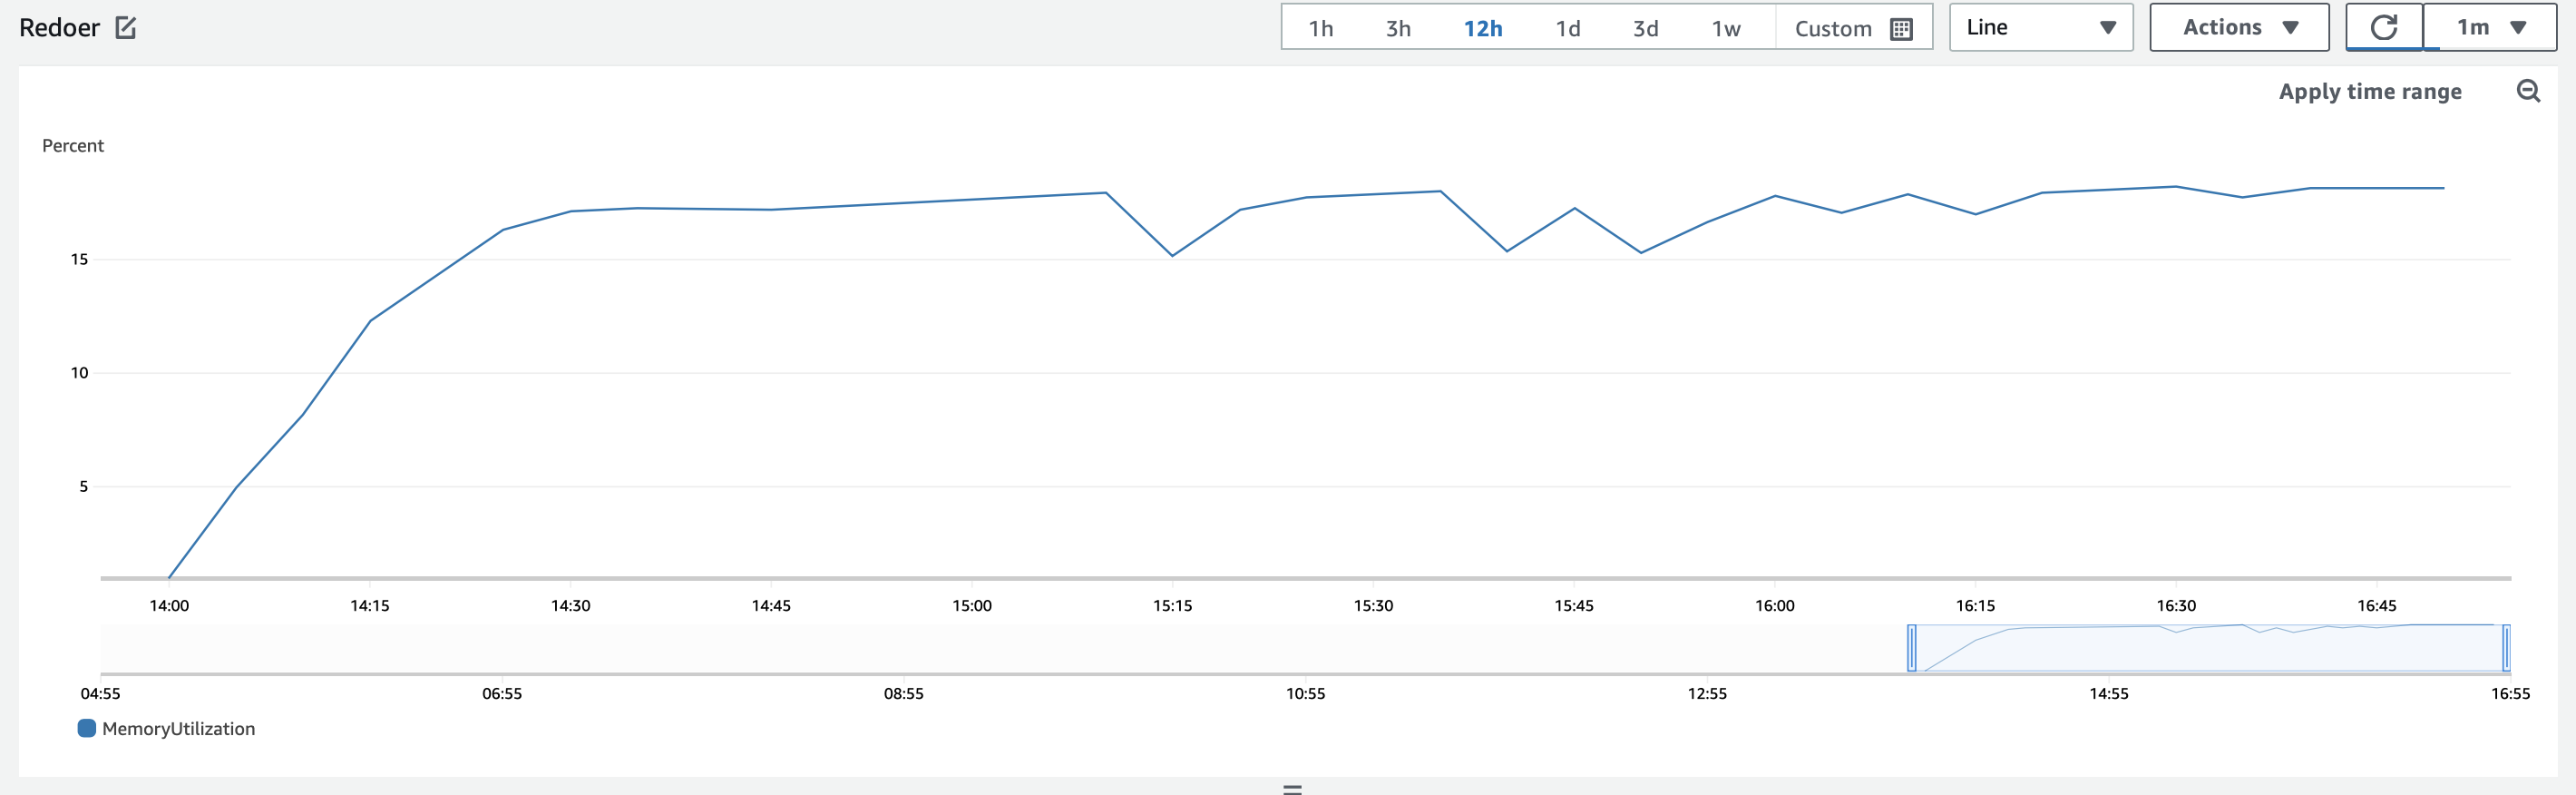 Redoer
1h 3h 12h 1d 3d 1w Custom Line Actions 1m
Apply time range
Percent
15
10
5
14:00 14:15 14:30 14:45 15:00 15:15 15:30 15:45 16:00 16:15 16:30 16:45
04:55 06:55 08:55 10:55 12:55 14:55 16:55
MemoryUtilization